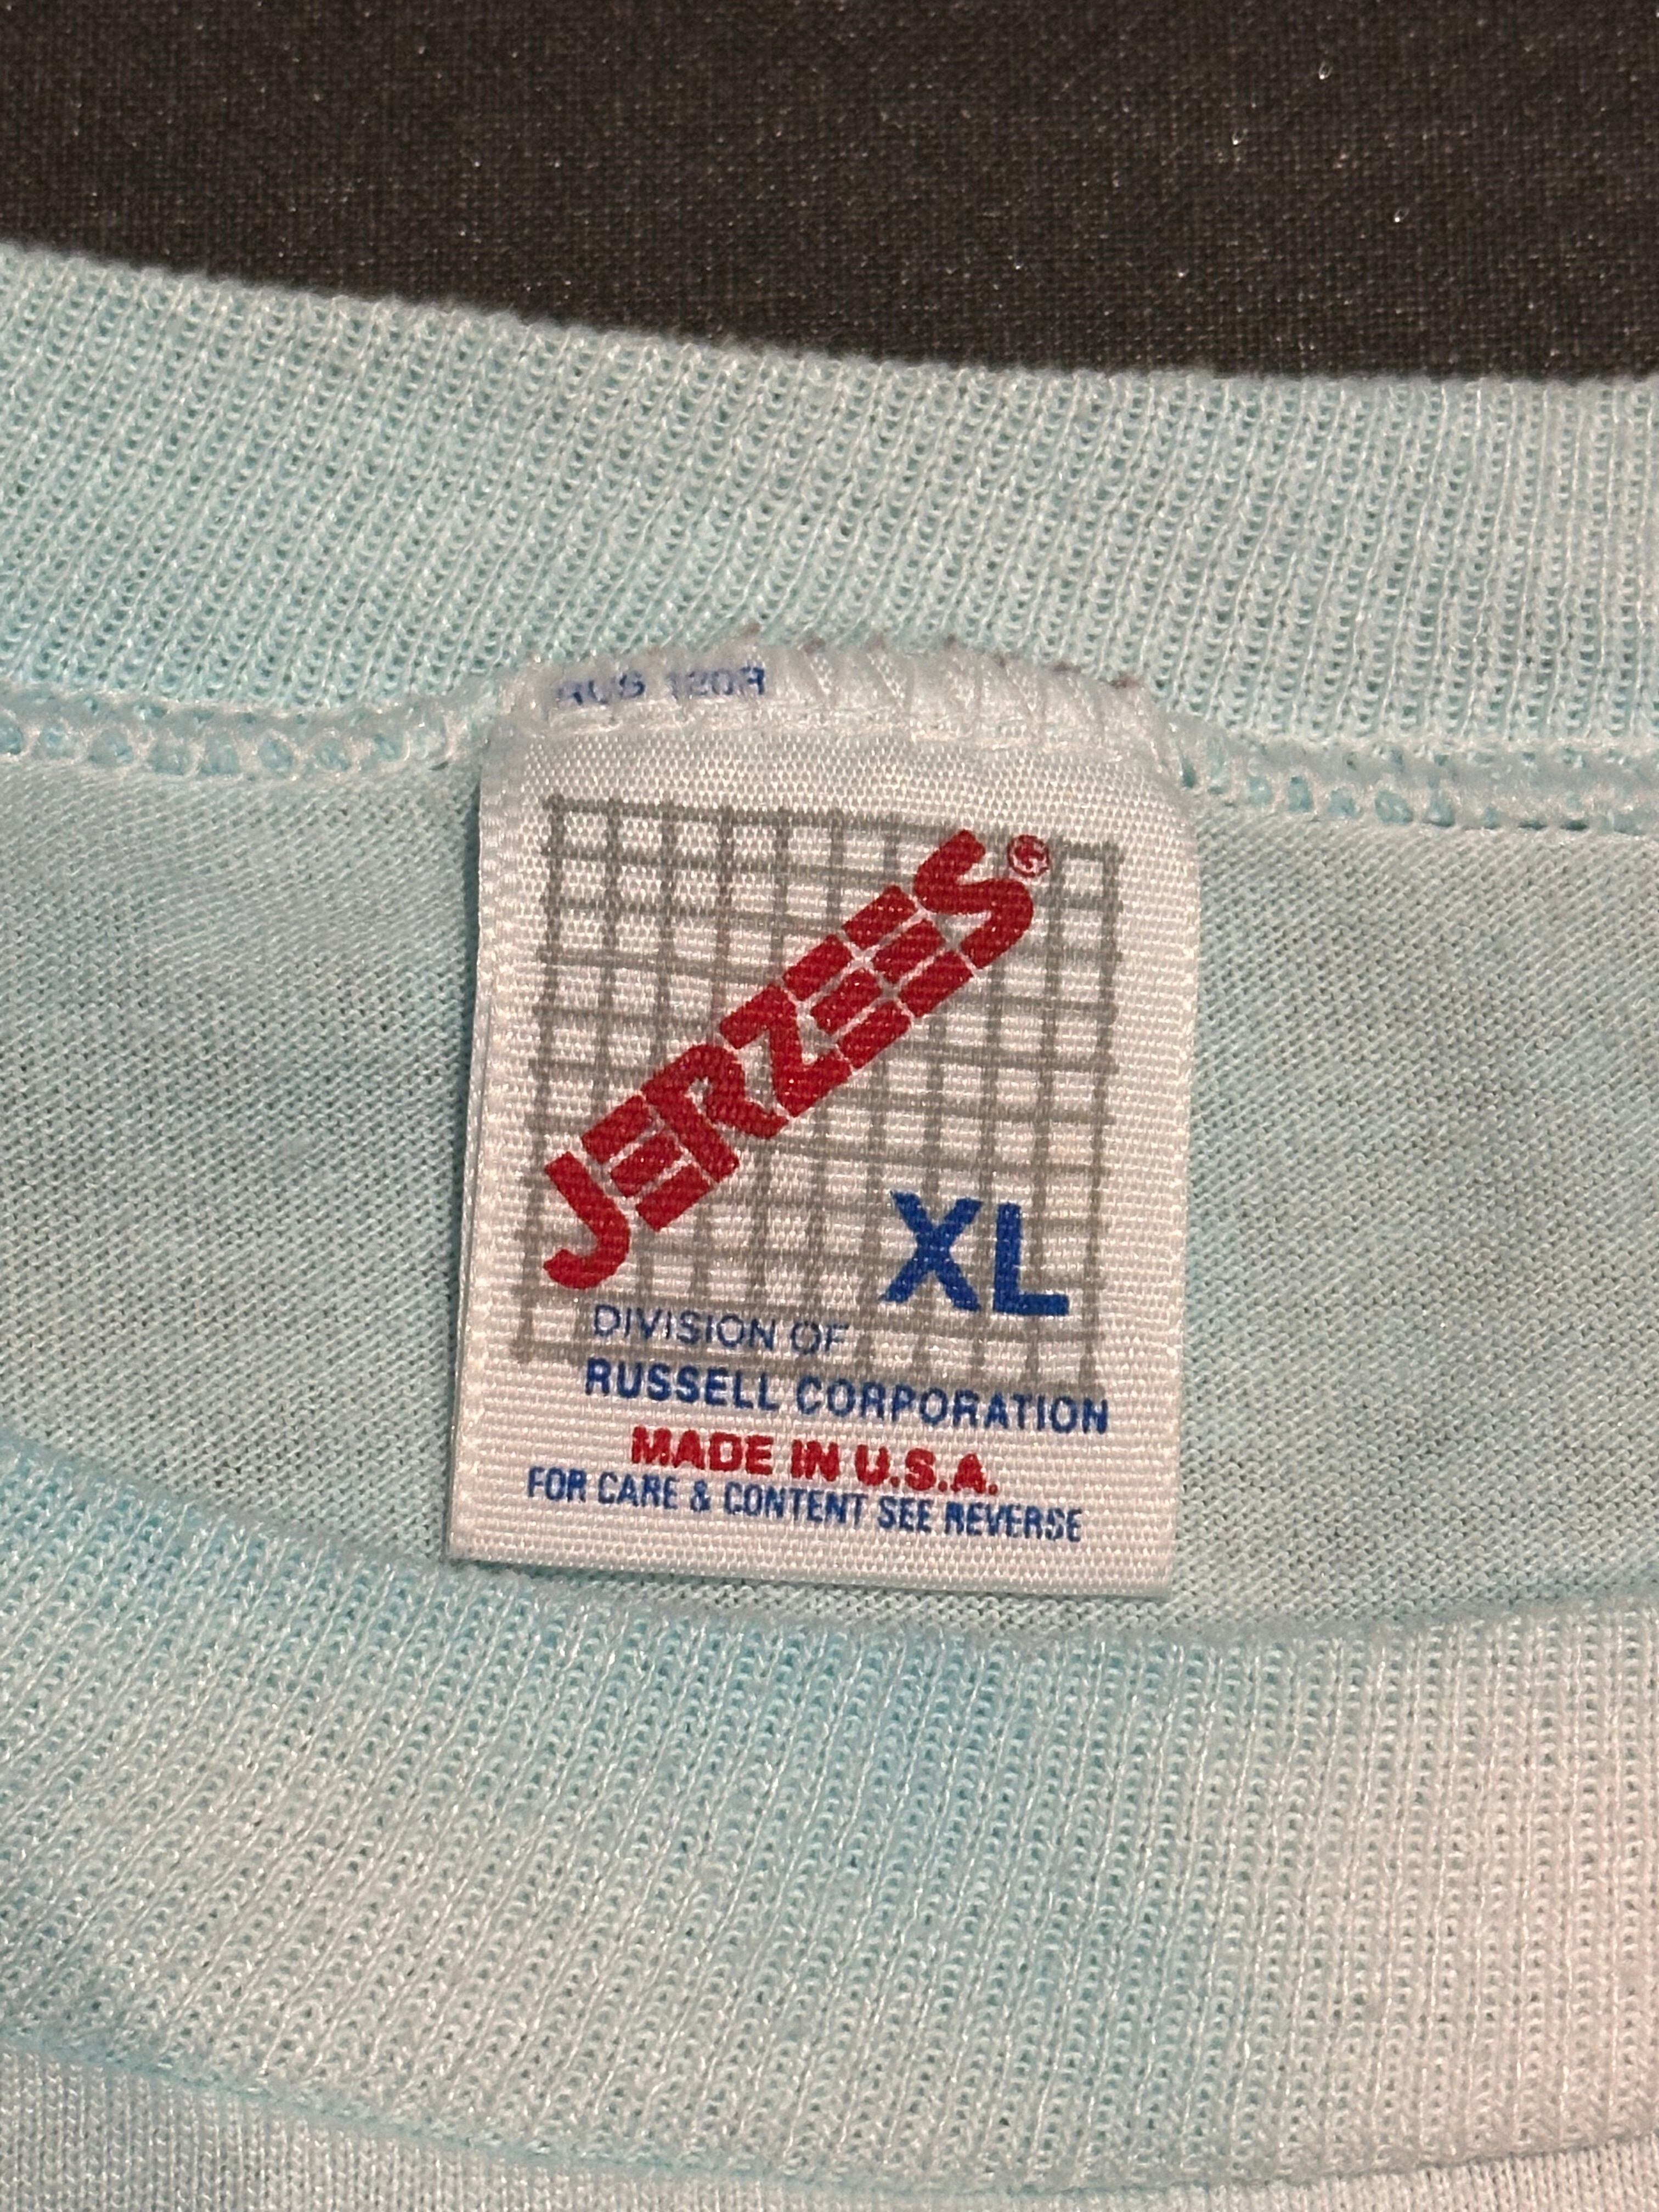 RUS 120R
JERZEES®
XL
DIVISION OF
RUSSELL CORPORATION
MADE IN U.S.A.
FOR CARE & CONTENT SEE REVERSE